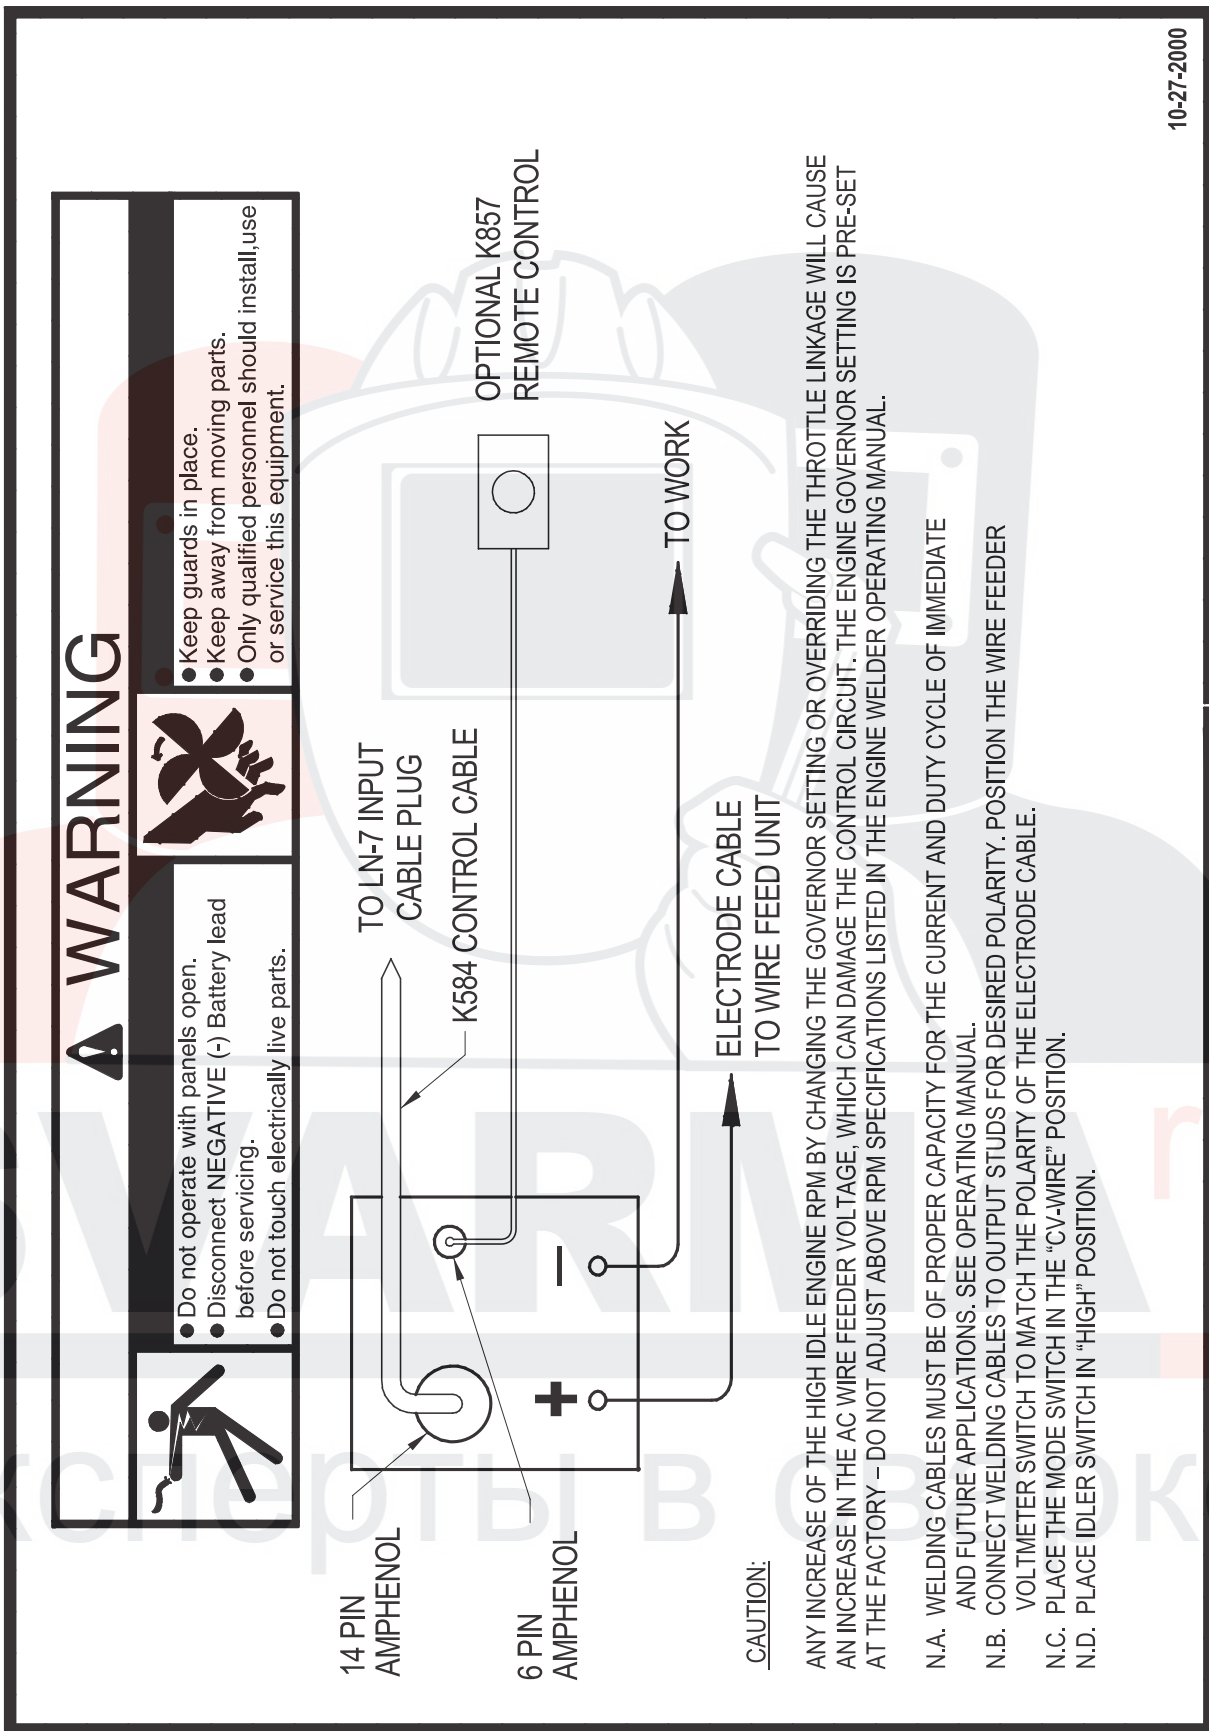 WARNING
● Do not operate with panels open.
● Disconnect NEGATIVE (-) Battery lead
before servicing.
● Do not touch electrically live parts.
● Keep guards in place.
● Keep away from moving parts.
● Only qualified personnel should install,use
or service this equipment.
14 PIN
AMPHENOL
6 PIN
AMPHENOL
TO LN-7 INPUT
CABLE PLUG
K584 CONTROL CABLE
OPTIONAL K857
REMOTE CONTROL
+
–
TO WORK
ELECTRODE CABLE
TO WIRE FEED UNIT
CAUTION:
ANY INCREASE OF THE HIGH IDLE ENGINE RPM BY CHANGING THE GOVERNOR SETTING OR OVERRIDING THE THROTTLE LINKAGE WILL CAUSE
AN INCREASE IN THE AC WIRE FEEDER VOLTAGE, WHICH CAN DAMAGE THE CONTROL CIRCUIT. THE ENGINE GOVERNOR SETTING IS PRE-SET
AT THE FACTORY – DO NOT ADJUST ABOVE RPM SPECIFICATIONS LISTED IN THE ENGINE WELDER OPERATING MANUAL.
N.A. WELDING CABLES MUST BE OF PROPER CAPACITY FOR THE CURRENT AND DUTY CYCLE OF IMMEDIATE
AND FUTURE APPLICATIONS. SEE OPERATING MANUAL.
N.B. CONNECT WELDING CABLES TO OUTPUT STUDS FOR DESIRED POLARITY. POSITION THE WIRE FEEDER
VOLTMETER SWITCH TO MATCH THE POLARITY OF THE ELECTRODE CABLE.
N.C. PLACE THE MODE SWITCH IN THE “CV-WIRE” POSITION.
N.D. PLACE IDLER SWITCH IN “HIGH” POSITION.
10-27-2000
SVARMA
r
ксперты в сварк